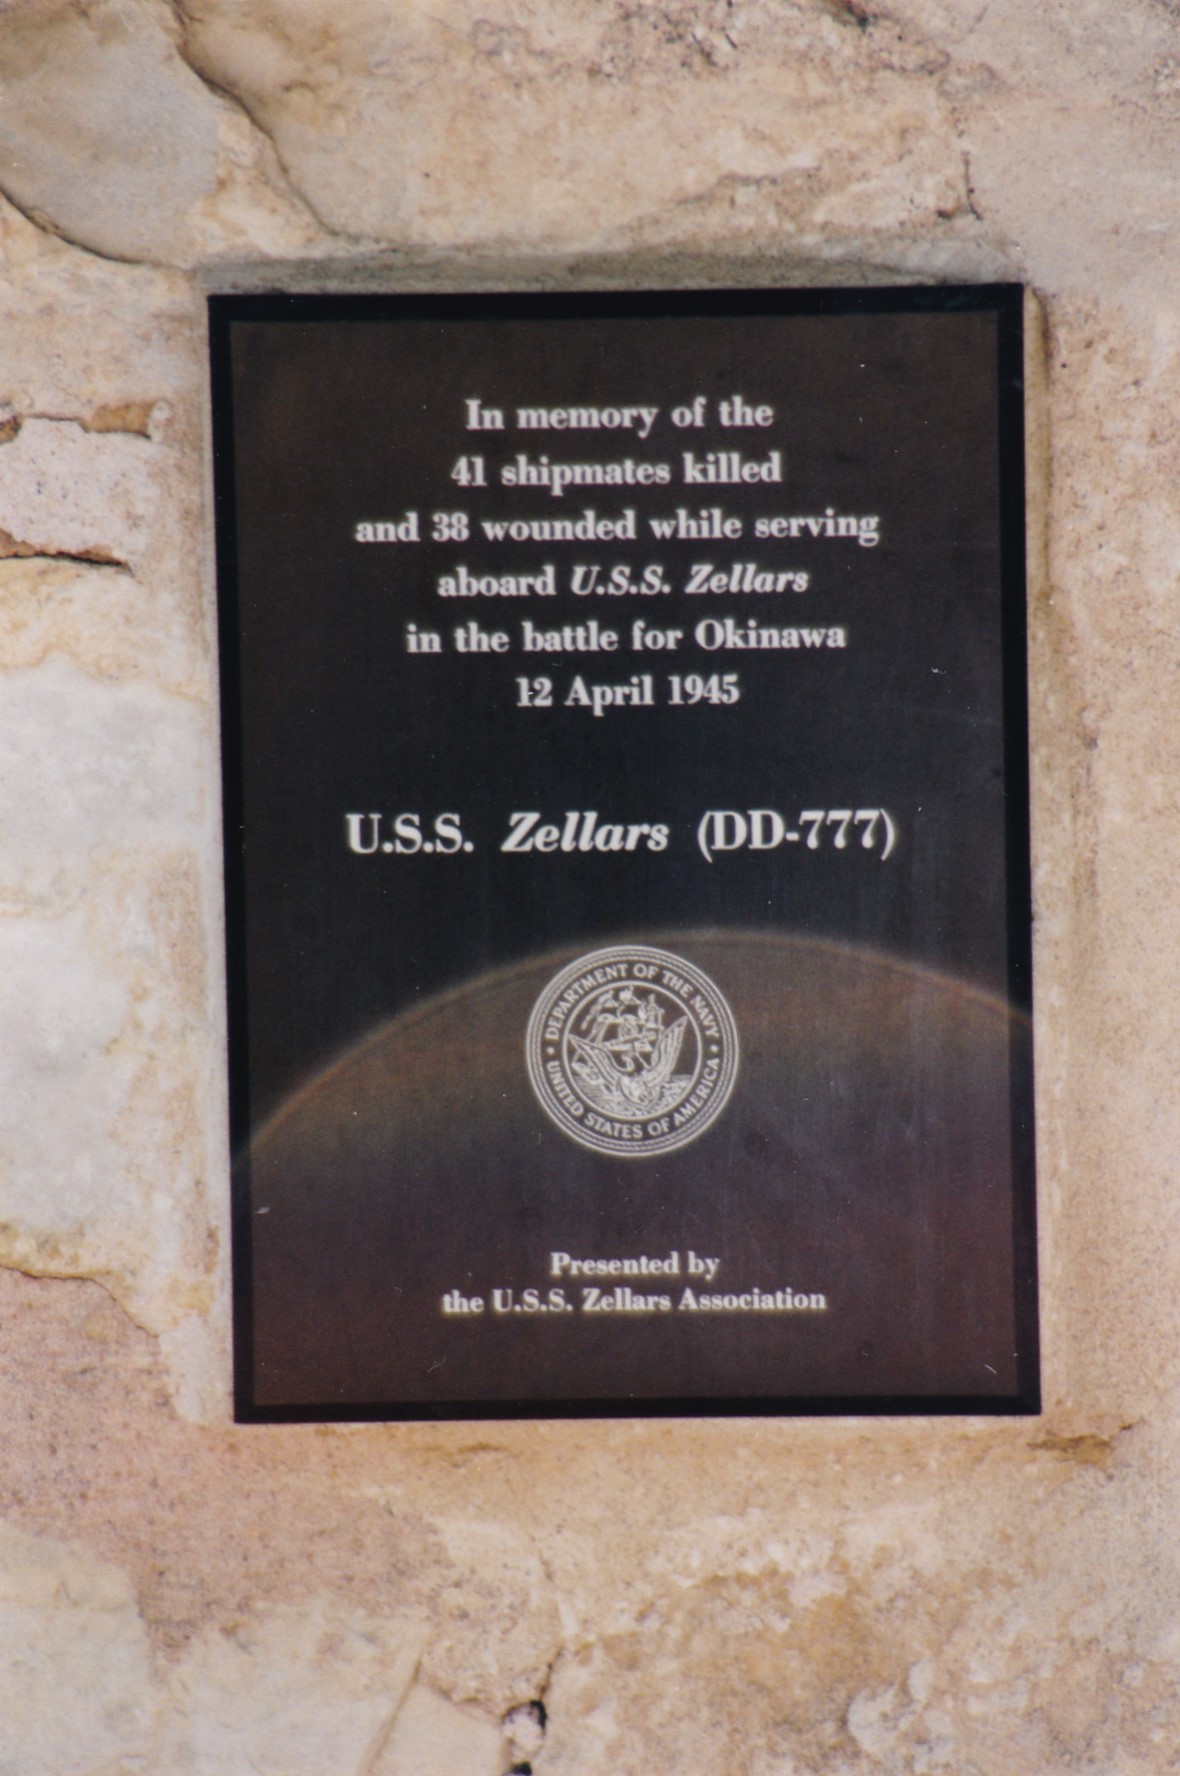 In memory of the
41 shipmates killed
and 38 wounded while serving
aboard U.S.S. Zellars
in the battle for Okinawa
12 April 1945
U.S.S. Zellars (DD-777)
DEPARTMENT OF THE NAVY
• UNITED STATES OF AMERICA •
Presented by
the U.S.S. Zellars Association